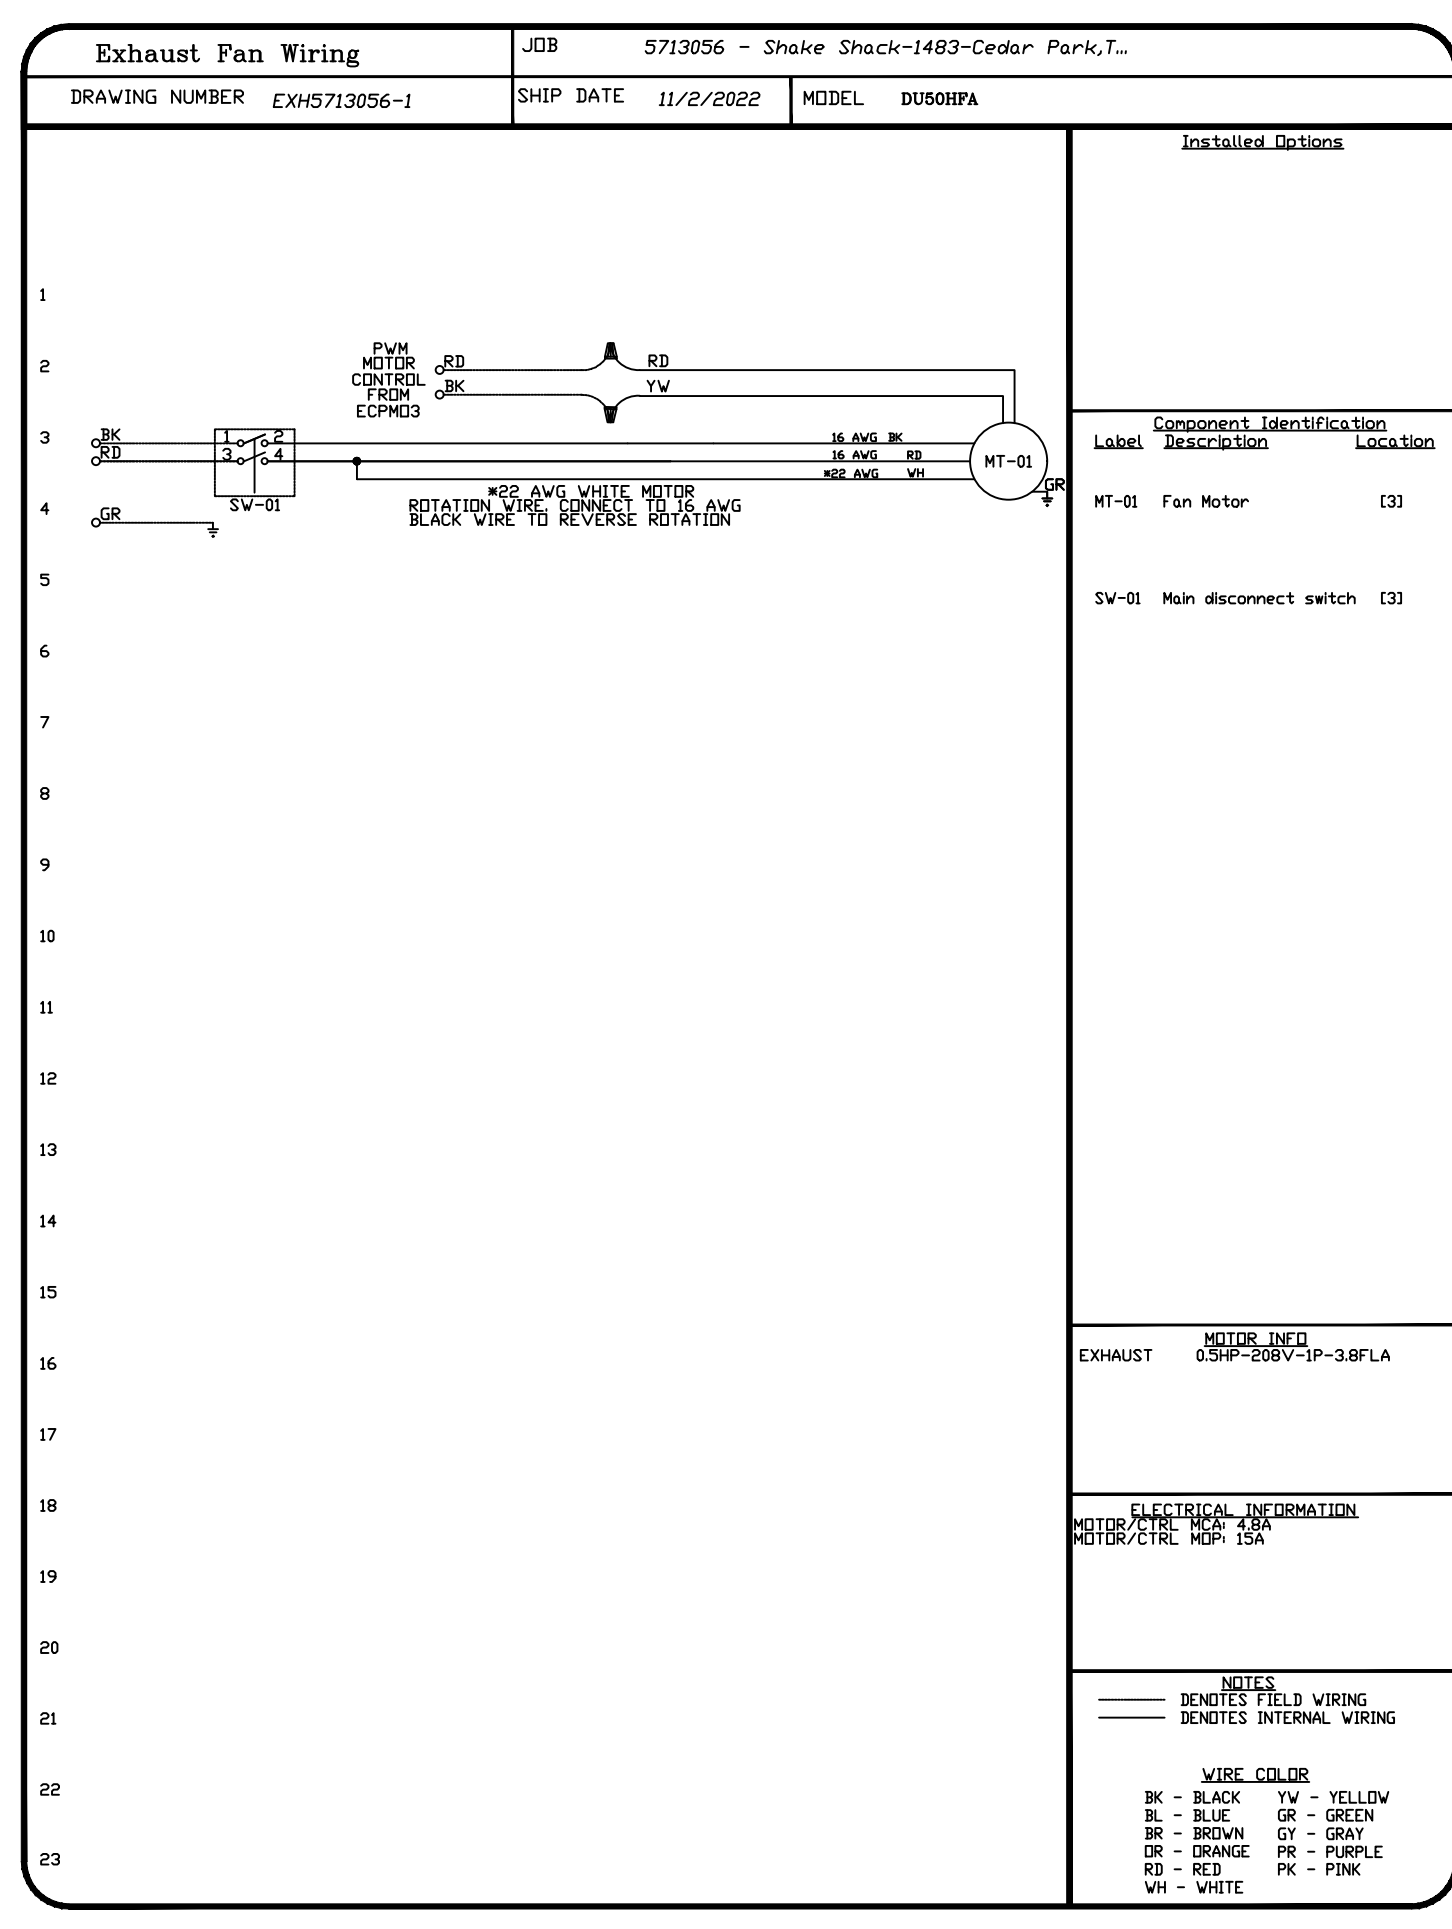 Exhaust Fan Wiring
JOB 5713056 - Shake Shack-1483-Cedar Park,T...
DRAWING NUMBER EXH5713056-1
SHIP DATE 11/2/2022
MODEL DU50HFA
1
2
3
4
5
6
7
8
9
10
11
12
13
14
15
16
17
18
19
20
21
22
23
PWM
MOTOR
CONTROL
FROM
ECPM03
RD
RD
BK
YW
BK
1
2
16 AWG BK
RD
3
4
16 AWG RD
MT-01
*22 AWG WH
GR
SW-01
*22 AWG WHITE MOTOR
ROTATION WIRE. CONNECT TO 16 AWG
BLACK WIRE TO REVERSE ROTATION
GR
Installed Options
Component Identification
Label Description Location
MT-01 Fan Motor [3]
SW-01 Main disconnect switch [3]
MOTOR INFO
EXHAUST 0.5HP-208V-1P-3.8FLA
ELECTRICAL INFORMATION
MOTOR/CTRL MCA: 4.8A
MOTOR/CTRL MOP: 15A
NOTES
DENOTES FIELD WIRING
DENOTES INTERNAL WIRING
WIRE COLOR
BK - BLACK YW - YELLOW
BL - BLUE GR - GREEN
BR - BROWN GY - GRAY
OR - ORANGE PR - PURPLE
RD - RED PK - PINK
WH - WHITE